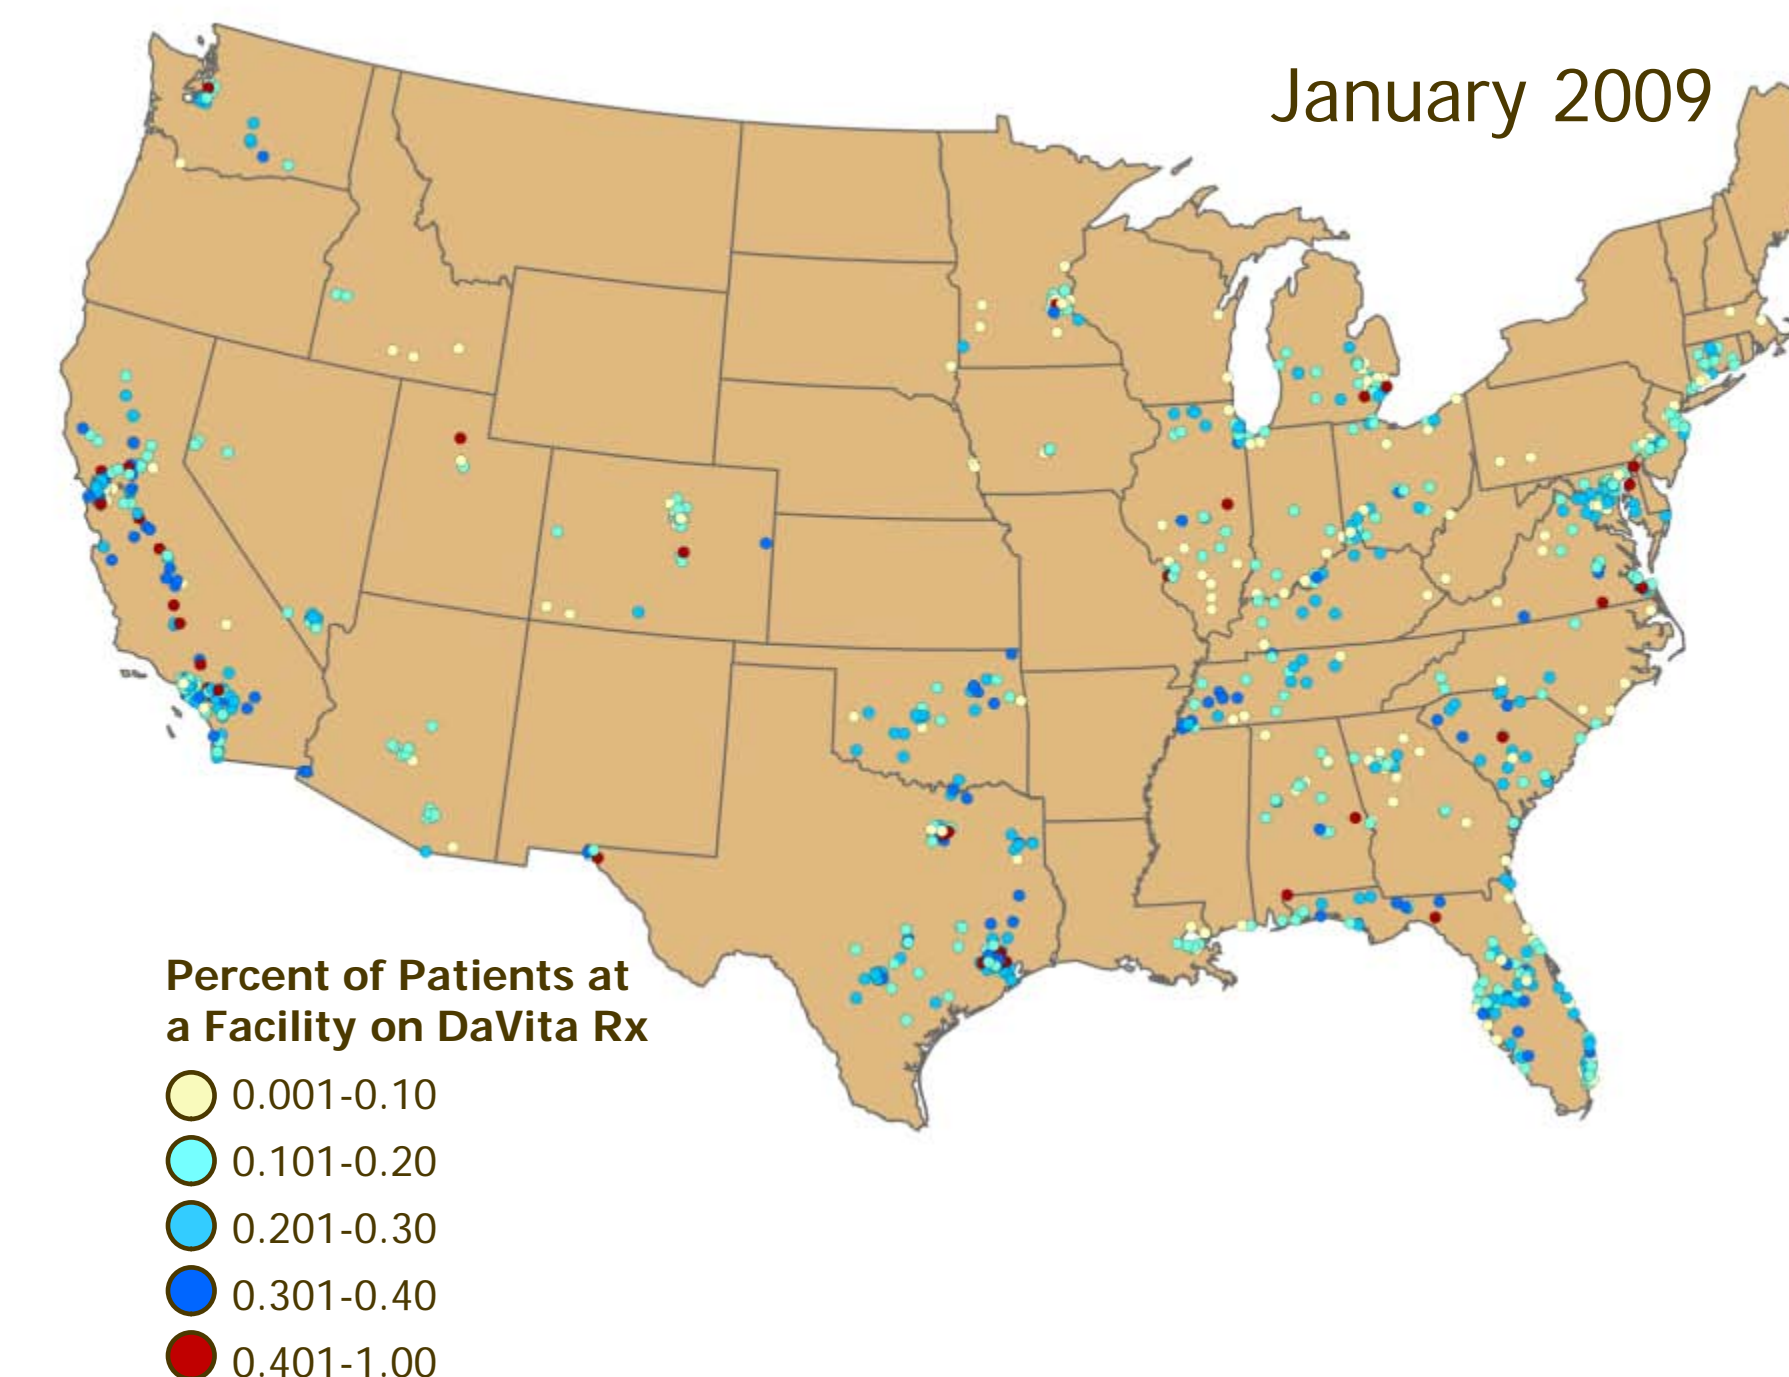 January 2009
Percent of Patients at
a Facility on DaVita Rx
0.001-0.10
0.101-0.20
0.201-0.30
0.301-0.40
0.401-1.00